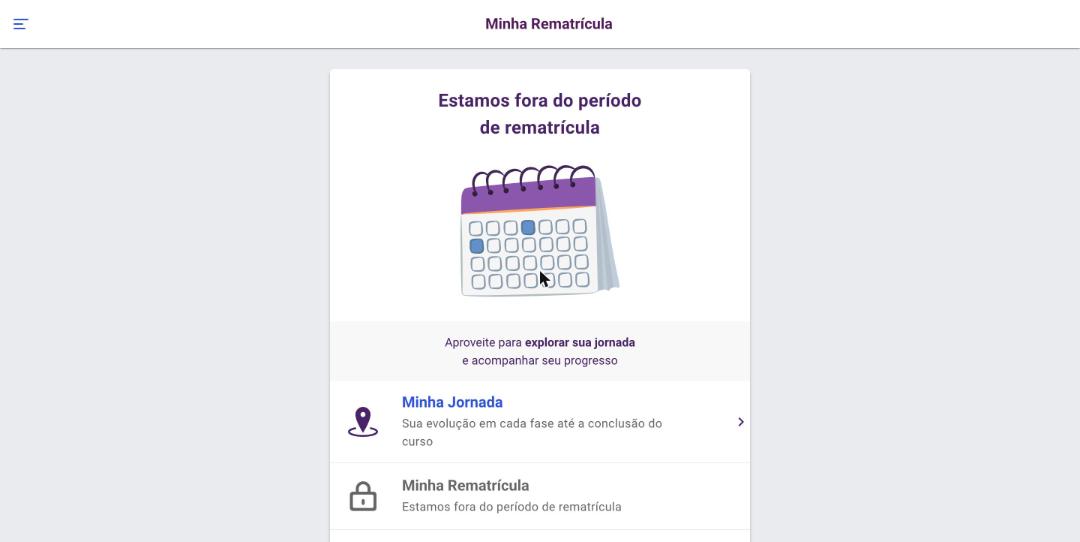 Minha Rematrícula
Estamos fora do período
de rematrícula
Aproveite para explorar sua jornada
e acompanhar seu progresso
Minha Jornada
Sua evolução em cada fase até a conclusão do
curso
Minha Rematrícula
Estamos fora do período de rematrícula